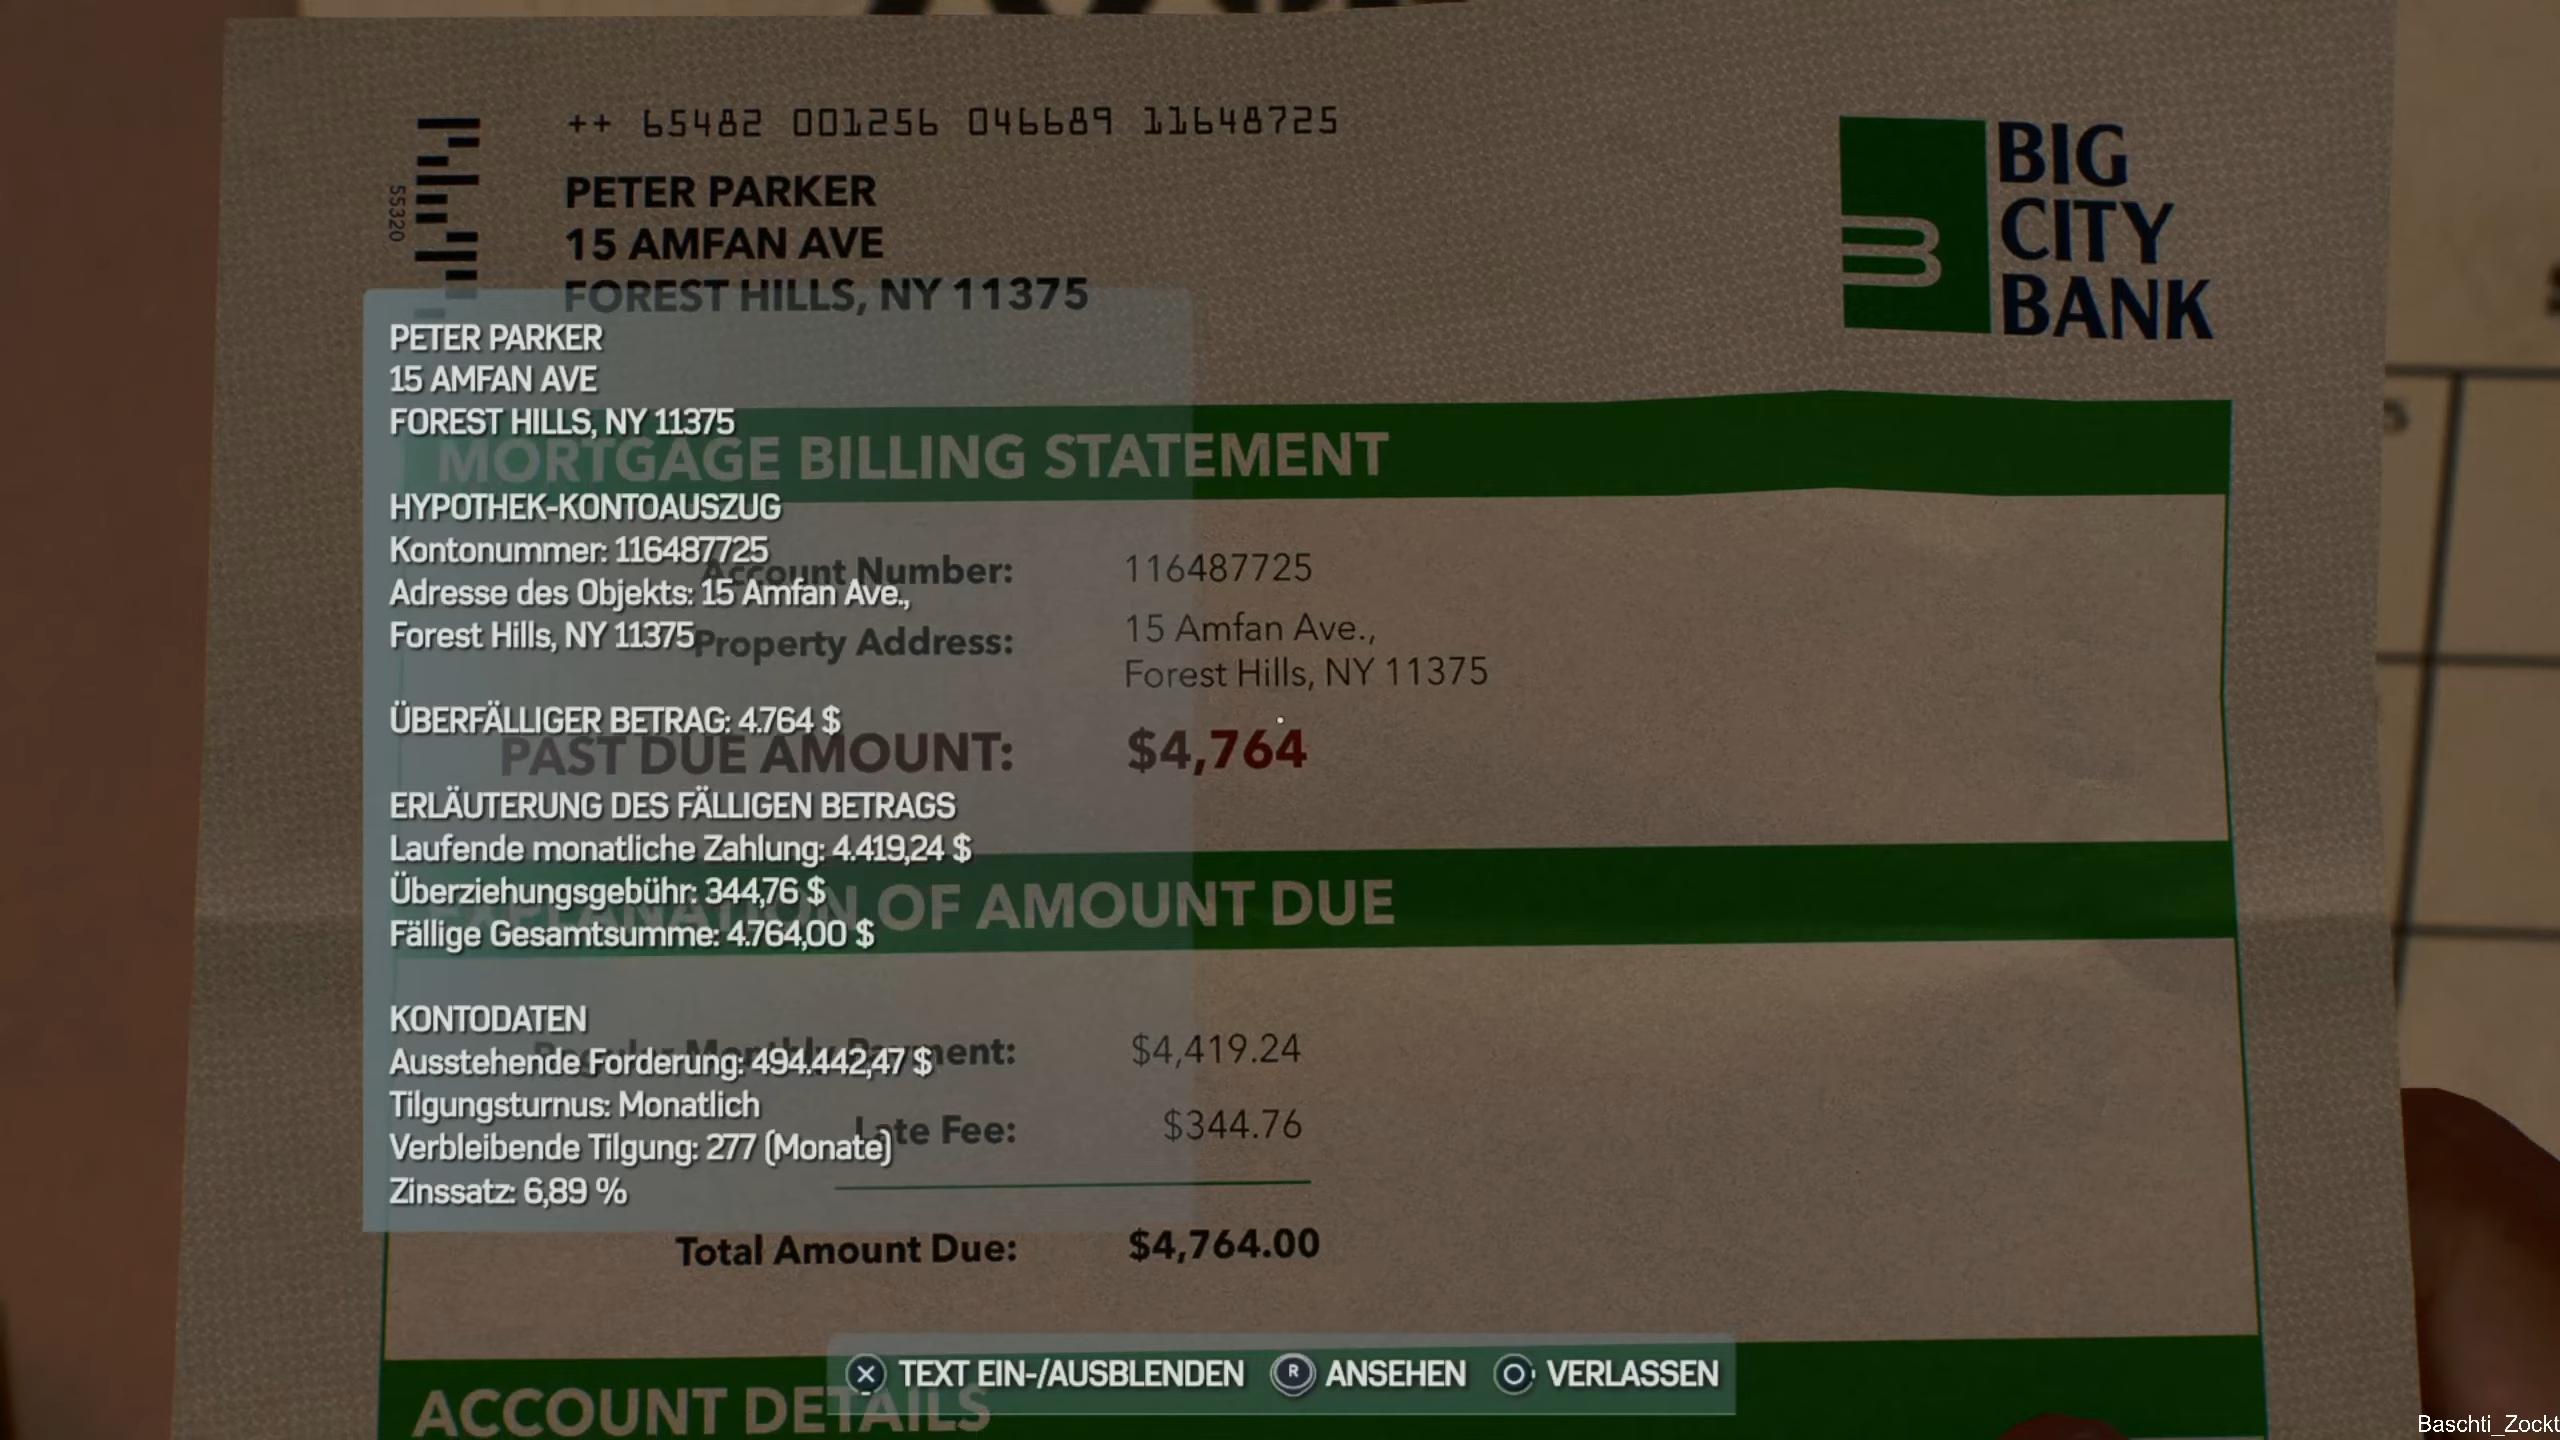 ++ 65482 001256 046689 11648725
55320
PETER PARKER
15 AMFAN AVE
FOREST HILLS, NY 11375
BIG
CITY
BANK
MORTGAGE BILLING STATEMENT
Account Number: 116487725
Property Address: 15 Amfan Ave.,
Forest Hills, NY 11375
PAST DUE AMOUNT: $4,764
EXPLANATION OF AMOUNT DUE
Regular Monthly Payment: $4,419.24
Late Fee: $344.76
Total Amount Due: $4,764.00
ACCOUNT DETAILS
PETER PARKER
15 AMFAN AVE
FOREST HILLS, NY 11375
HYPOTHEK-KONTOAUSZUG
Kontonummer: 116487725
Adresse des Objekts: 15 Amfan Ave.,
Forest Hills, NY 11375
ÜBERFÄLLIGER BETRAG: 4.764 $
ERLÄUTERUNG DES FÄLLIGEN BETRAGS
Laufende monatliche Zahlung: 4.419,24 $
Überziehungsgebühr: 344,76 $
Fällige Gesamtsumme: 4.764,00 $
KONTODATEN
Ausstehende Forderung: 494.442,47 $
Tilgungsturnus: Monatlich
Verbleibende Tilgung: 277 (Monate)
Zinssatz: 6,89 %
TEXT EIN-/AUSBLENDEN R ANSEHEN VERLASSEN
Baschti_Zockt